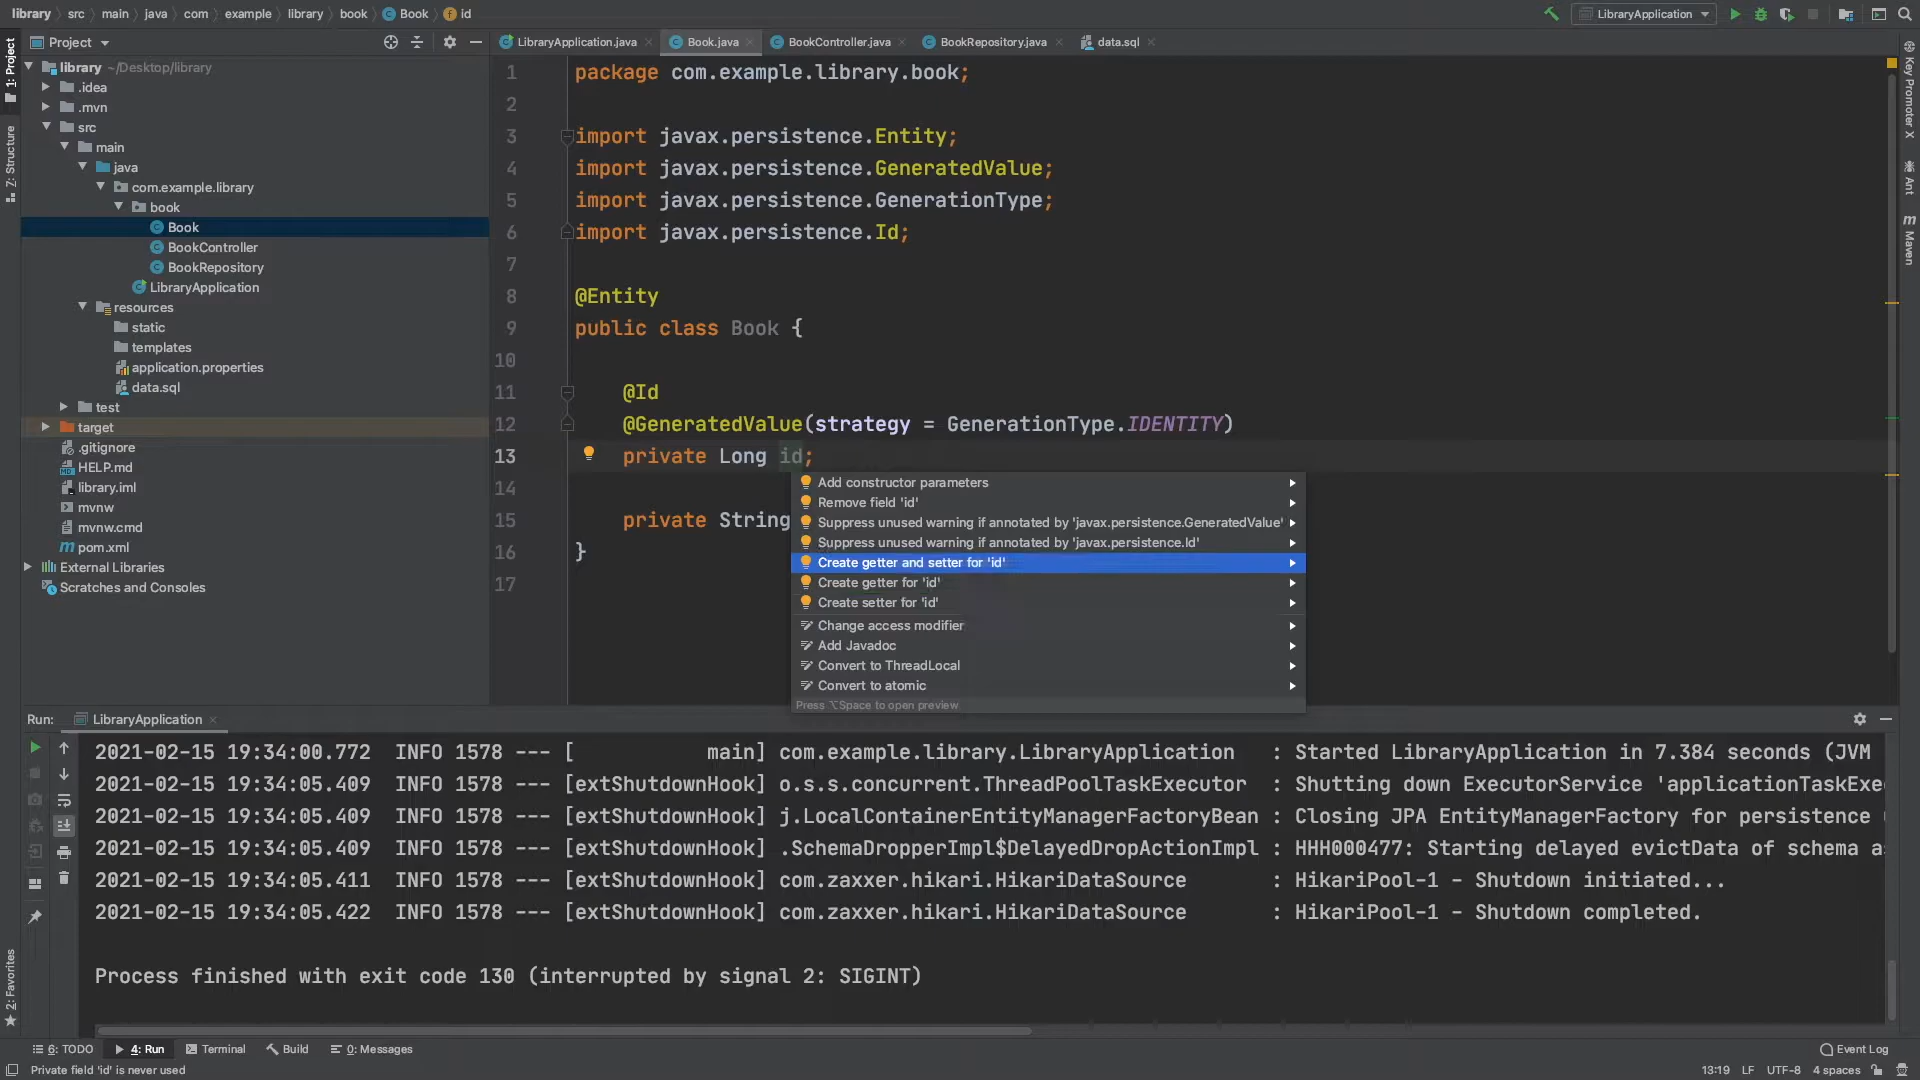 library src main java com example library book Book id
LibraryApplication
1: Project
Project
LibraryApplication.java
Book.java
BookController.java
BookRepository.java
data.sql
library ~/Desktop/library
.idea
.mvn
src
main
java
com.example.library
book
Book
BookController
BookRepository
LibraryApplication
resources
static
templates
application.properties
data.sql
test
target
.gitignore
HELP.md
library.iml
mvnw
mvnw.cmd
pom.xml
External Libraries
Scratches and Consoles
Z: Structure
2: Favorites
1 package com.example.library.book;
2
3 import javax.persistence.Entity;
4 import javax.persistence.GeneratedValue;
5 import javax.persistence.GenerationType;
6 import javax.persistence.Id;
7
8 @Entity
9 public class Book {
10
11 @Id
12 @GeneratedValue(strategy = GenerationType.IDENTITY)
13 private Long id;
14
15 private String
16 }
17
Add constructor parameters
Remove field 'id'
Suppress unused warning if annotated by 'javax.persistence.GeneratedValue'
Suppress unused warning if annotated by 'javax.persistence.Id'
Create getter and setter for 'id'
Create getter for 'id'
Create setter for 'id'
Change access modifier
Add Javadoc
Convert to ThreadLocal
Convert to atomic
Press ⌥Space to open preview
Key Promoter X
Ant
m Maven
Run: LibraryApplication
2021-02-15 19:34:00.772 INFO 1578 --- [ main] com.example.library.LibraryApplication : Started LibraryApplication in 7.384 seconds (JVM
2021-02-15 19:34:05.409 INFO 1578 --- [extShutdownHook] o.s.s.concurrent.ThreadPoolTaskExecutor : Shutting down ExecutorService 'applicationTaskExe
2021-02-15 19:34:05.409 INFO 1578 --- [extShutdownHook] j.LocalContainerEntityManagerFactoryBean : Closing JPA EntityManagerFactory for persistence
2021-02-15 19:34:05.409 INFO 1578 --- [extShutdownHook] .SchemaDropperImpl$DelayedDropActionImpl : HHH000477: Starting delayed evictData of schema as
2021-02-15 19:34:05.411 INFO 1578 --- [extShutdownHook] com.zaxxer.hikari.HikariDataSource : HikariPool-1 - Shutdown initiated...
2021-02-15 19:34:05.422 INFO 1578 --- [extShutdownHook] com.zaxxer.hikari.HikariDataSource : HikariPool-1 - Shutdown completed.
Process finished with exit code 130 (interrupted by signal 2: SIGINT)
6: TODO 4: Run Terminal Build 0: Messages Event Log
Private field 'id' is never used 13:19 LF UTF-8 4 spaces